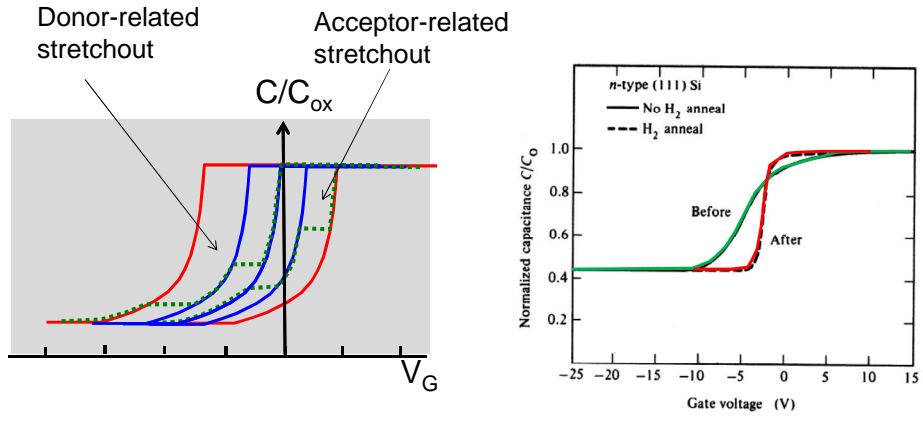 Donor-related
stretchout
Acceptor-related
stretchout
C/Cox
VG
n-type (111) Si
No H2 anneal
H2 anneal
Normalized capacitance C/CO
1.0
0.8
0.6
0.4
0.2
Before
After
−25 −20 −15 −10 −5 0 5 10 15
Gate voltage (V)